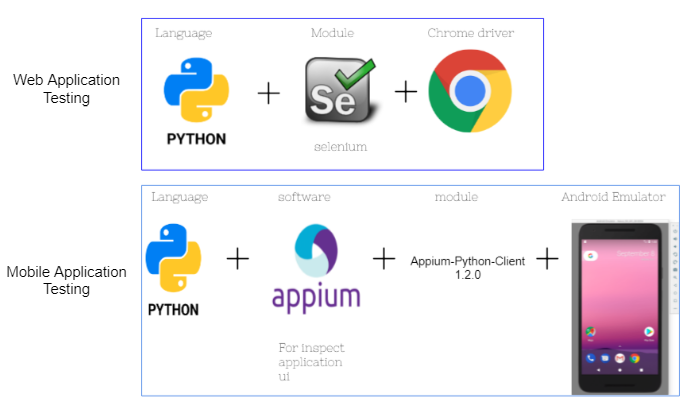 Language
Module
Chrome driver
Web Application
Testing
Se
PYTHON
selenium
Language
software
module
Android Emulator
Mobile Application
Testing
Appium-Python-Client
1.2.0
appium
PYTHON
For inspect
application
ui